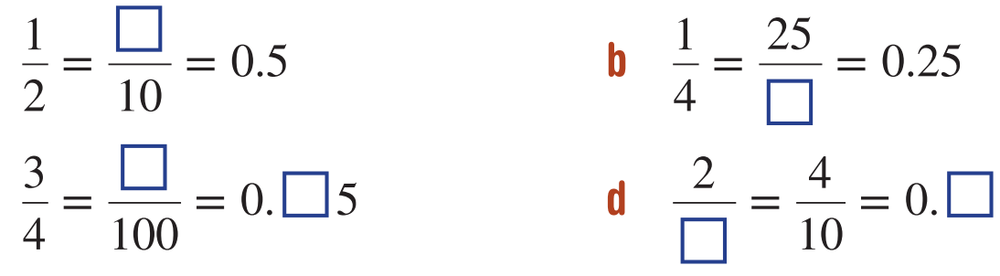 1/2 = □/10 = 0.5
b 1/4 = 25/□ = 0.25
3/4 = □/100 = 0.□5
d 2/□ = 4/10 = 0.□